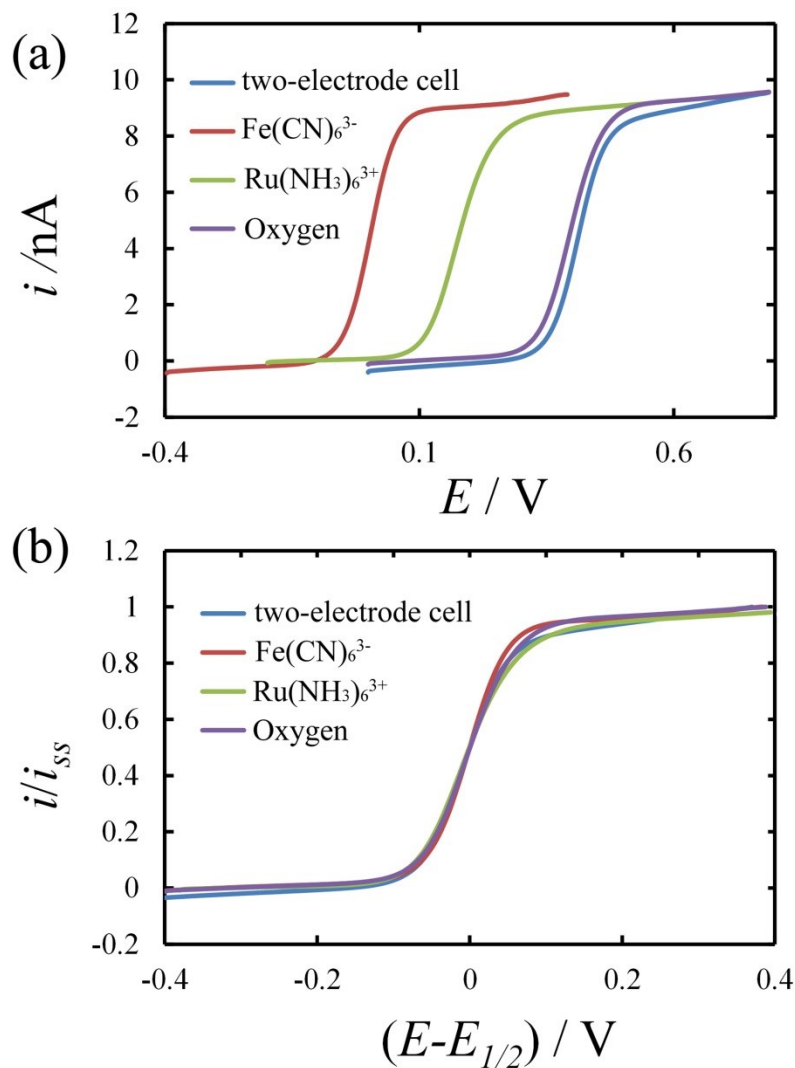 (a)
12
10
8
6
4
2
0
-2
i /nA
two-electrode cell
Fe(CN)₆³⁻
Ru(NH₃)₆³⁺
Oxygen
-0.4 0.1 0.6
E / V
(b)
1.2
1
0.8
0.6
0.4
0.2
0
-0.2
i/iₛₛ
two-electrode cell
Fe(CN)₆³⁻
Ru(NH₃)₆³⁺
Oxygen
-0.4 -0.2 0 0.2 0.4
(E-E1/2) / V